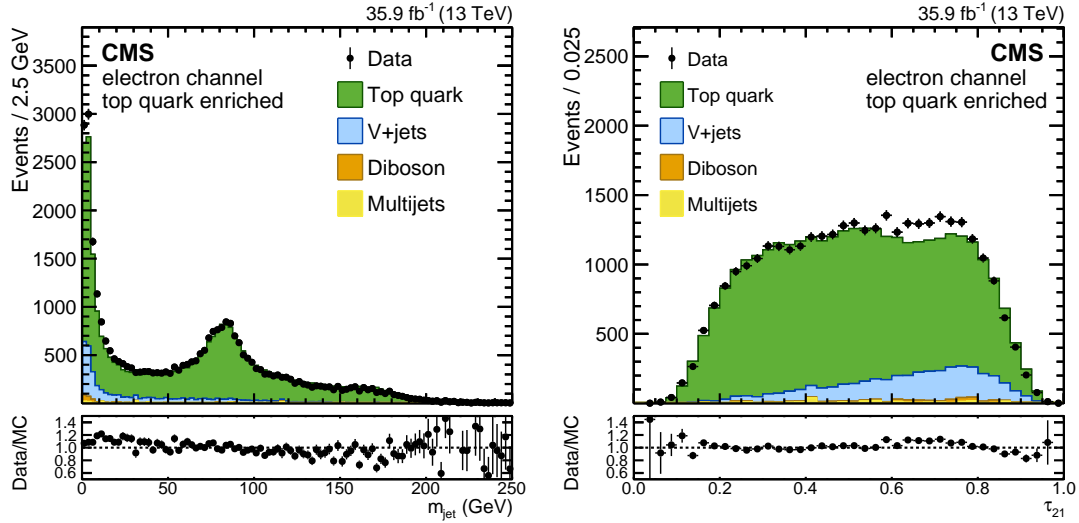 35.9 fb⁻¹ (13 TeV)
CMS
electron channel
top quark enriched
Data
Top quark
V+jets
Diboson
Multijets
Events / 2.5 GeV
3500
3000
2500
2000
1500
1000
500
Data/MC
1.4
1.2
1.0
0.8
0.6
0 50 100 150 200 250
m_jet (GeV)
35.9 fb⁻¹ (13 TeV)
CMS
electron channel
top quark enriched
Data
Top quark
V+jets
Diboson
Multijets
Events / 0.025
2500
2000
1500
1000
500
Data/MC
1.4
1.2
1.0
0.8
0.6
0.0 0.2 0.4 0.6 0.8 1.0
τ₂₁